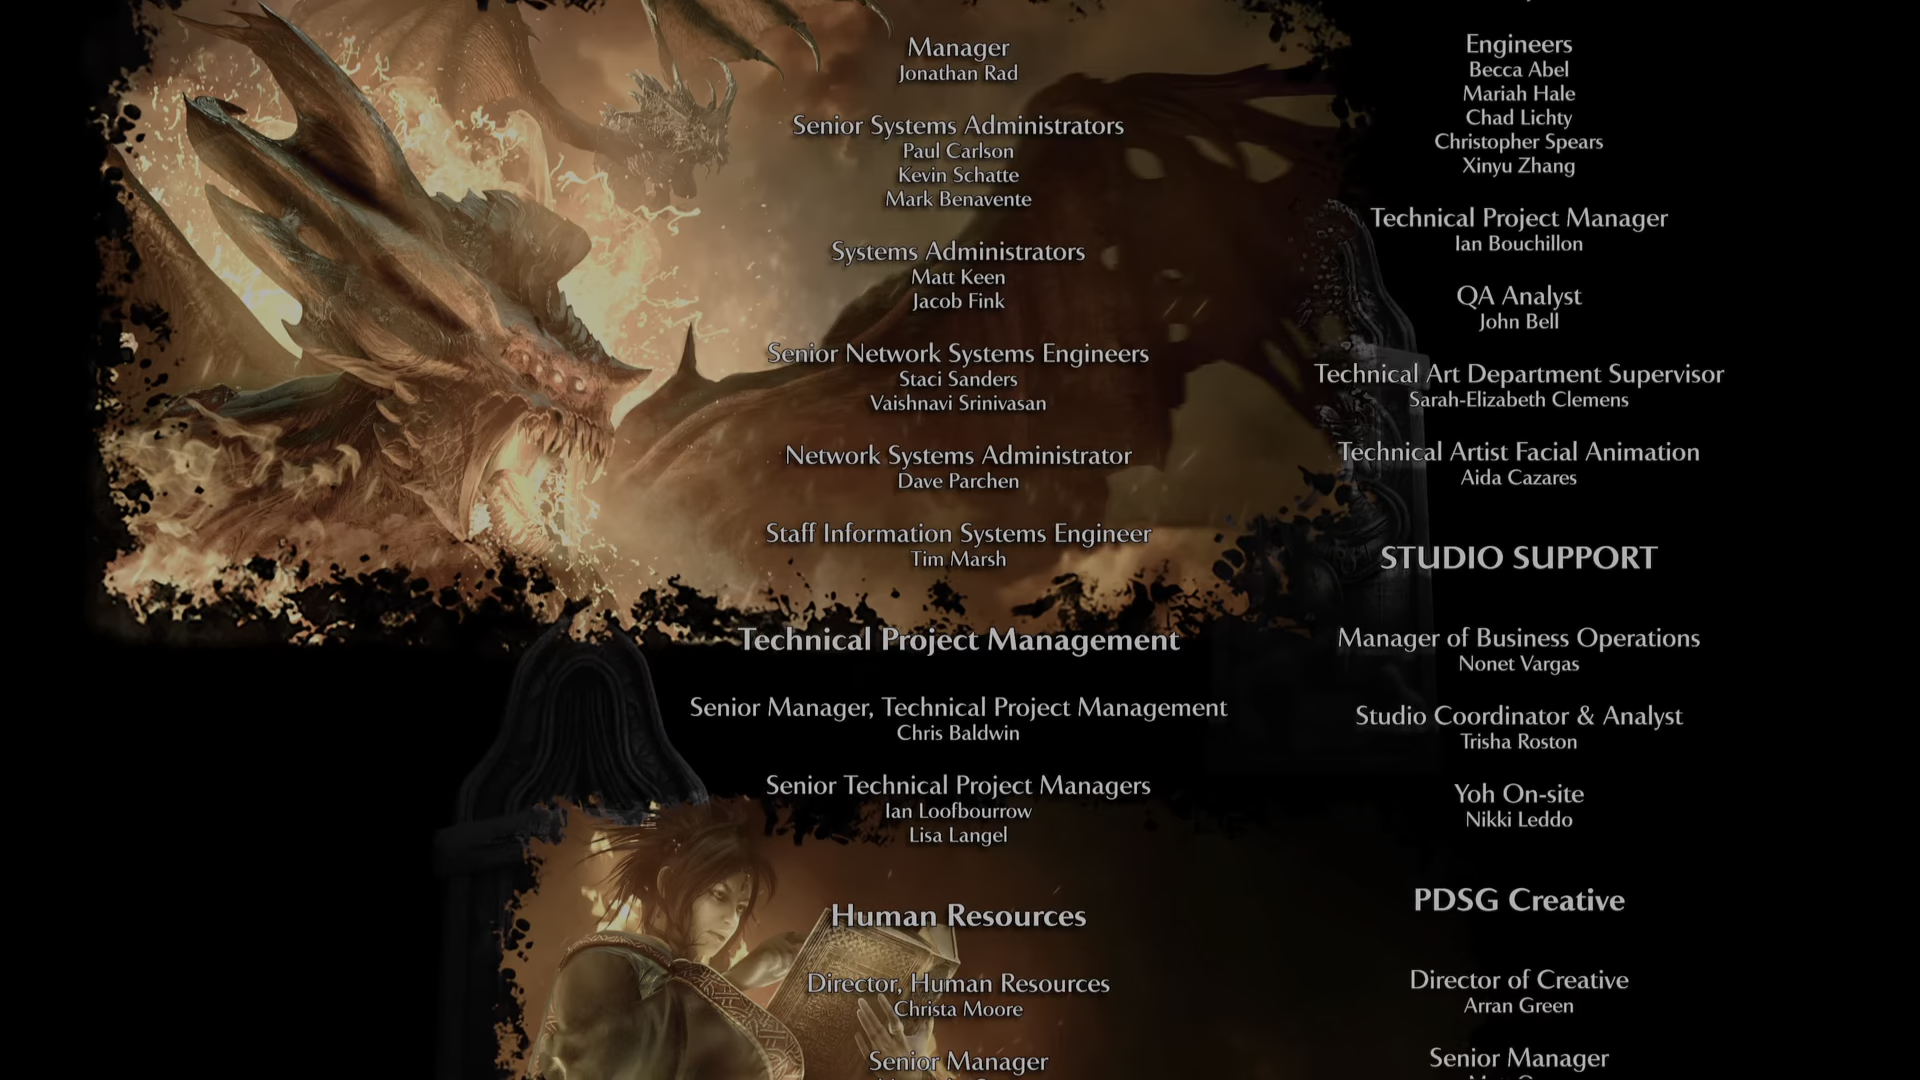 Manager
Jonathan Rad
Senior Systems Administrators
Paul Carlson
Kevin Schatte
Mark Benavente
Systems Administrators
Matt Keen
Jacob Fink
Senior Network Systems Engineers
Staci Sanders
Vaishnavi Srinivasan
Network Systems Administrator
Dave Parchen
Staff Information Systems Engineer
Tim Marsh
Technical Project Management
Senior Manager, Technical Project Management
Chris Baldwin
Senior Technical Project Managers
Ian Loofbourrow
Lisa Langel
Human Resources
Director, Human Resources
Christa Moore
Senior Manager
Engineers
Becca Abel
Mariah Hale
Chad Lichty
Christopher Spears
Xinyu Zhang
Technical Project Manager
Ian Bouchillon
QA Analyst
John Bell
Technical Art Department Supervisor
Sarah-Elizabeth Clemens
Technical Artist Facial Animation
Aida Cazares
STUDIO SUPPORT
Manager of Business Operations
Nonet Vargas
Studio Coordinator & Analyst
Trisha Roston
Yoh On-site
Nikki Leddo
PDSG Creative
Director of Creative
Arran Green
Senior Manager